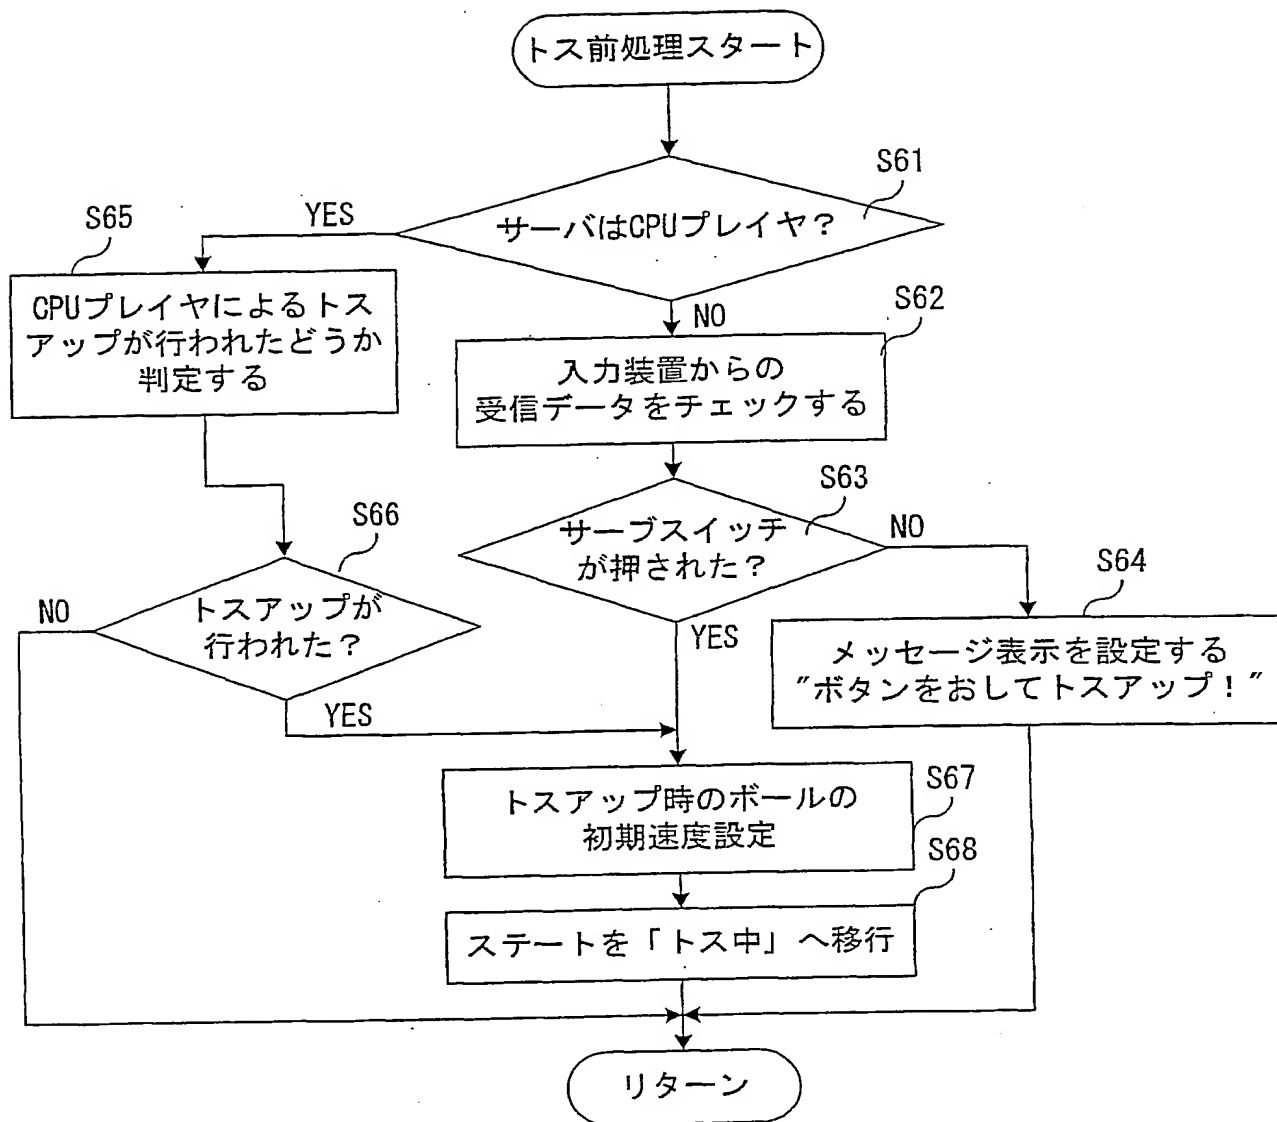 トス前処理スタート
S61
サーバはCPUプレイヤ？
YES
S65
CPUプレイヤによるトス
アップが行われたどうか
判定する
NO
S62
入力装置からの
受信データをチェックする
S63
サーブスイッチ
が押された？
NO
YES
S64
メッセージ表示を設定する
"ボタンをおしてトスアップ！"
S66
トスアップが
行われた？
NO
YES
S67
トスアップ時のボールの
初期速度設定
S68
ステートを「トス中」へ移行
リターン